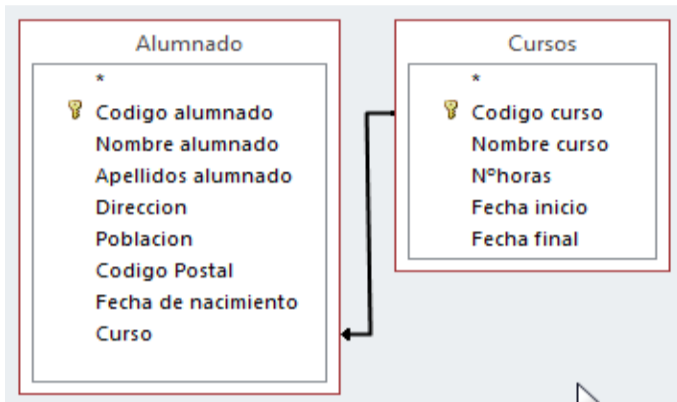 Alumnado
*
Codigo alumnado
Nombre alumnado
Apellidos alumnado
Direccion
Poblacion
Codigo Postal
Fecha de nacimiento
Curso
Cursos
*
Codigo curso
Nombre curso
Nºhoras
Fecha inicio
Fecha final